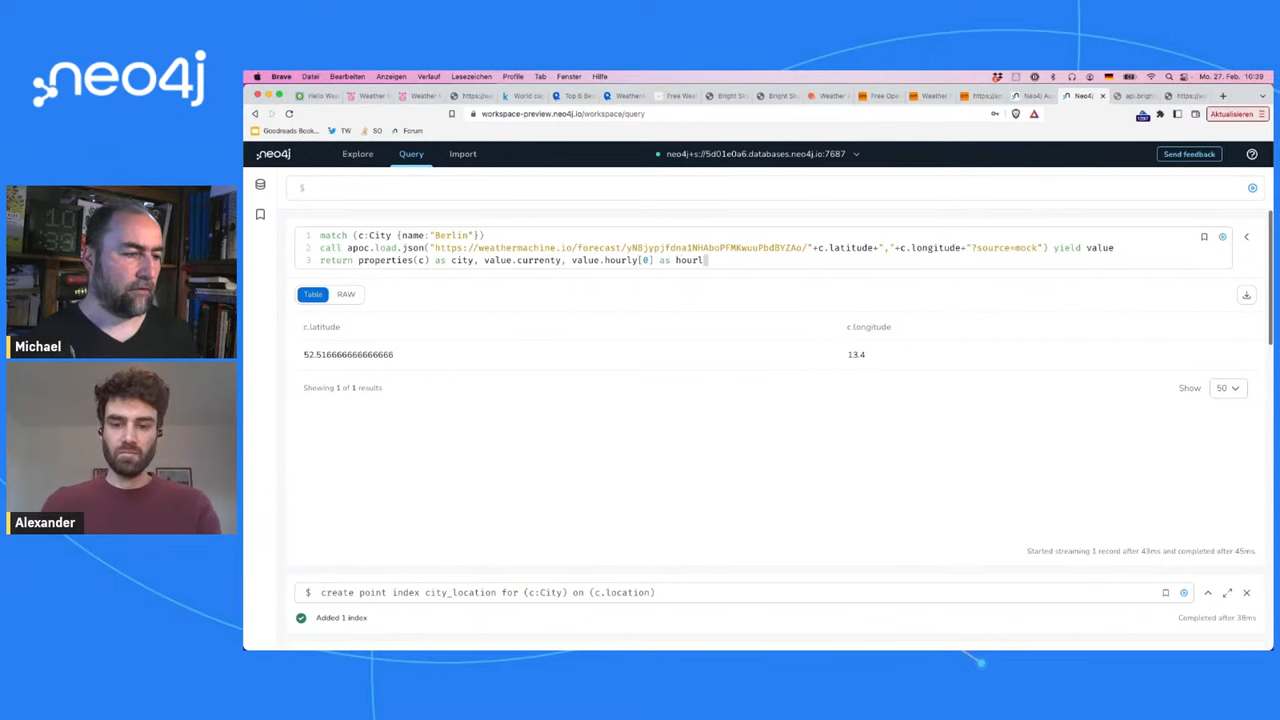 neo4j
Brave Datei Bearbeiten Anzeigen Verlauf Lesezeichen Profile Tab Fenster Hilfe
Mo. 27. Feb. 10:39
workspace-preview.neo4j.io/workspace/query
Aktualisieren
Goodreads Book... TW SO Forum
neo4j Explore Query Import
neo4j+s://5d01e0a6.databases.neo4j.io:7687
Send feedback
$
1 match (c:City {name:"Berlin"})
2 call apoc.load.json("https://weathermachine.io/forecast/yN8jypjfdna1NHAboPFMKwuuPbdBYZAo/"+c.latitude+","+c.longitude+"?source=mock") yield value
3 return properties(c) as city, value.currenty, value.hourly[0] as hourl
Table RAW
c.latitude c.longitude
52.516666666666666 13.4
Showing 1 of 1 results
Show 50
Started streaming 1 record after 43ms and completed after 45ms.
$ create point index city_location for (c:City) on (c.location)
Added 1 index
Completed after 38ms
Michael
Alexander